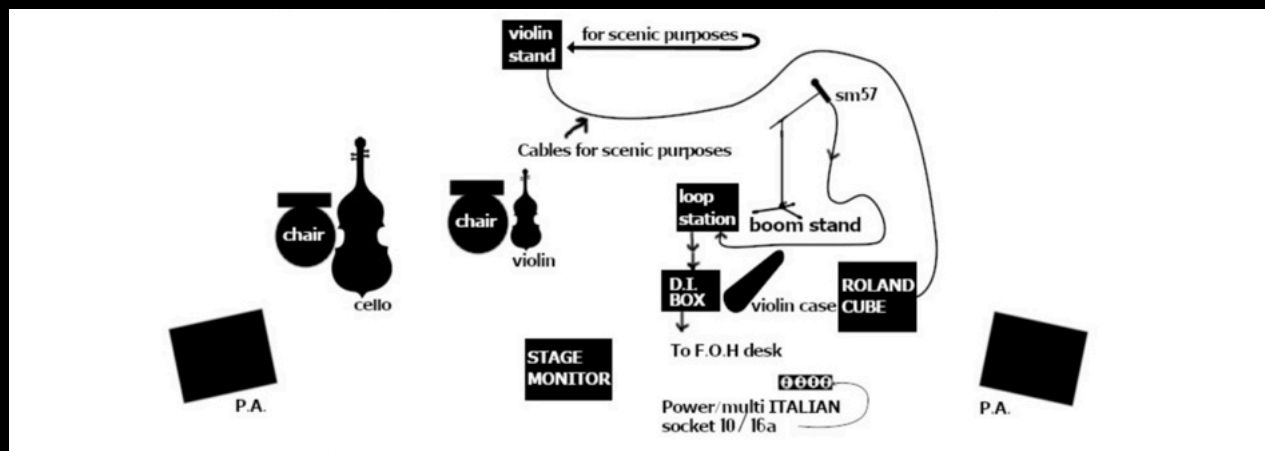 violin
stand
for scenic purposes
sm57
Cables for scenic purposes
chair
cello
chair
violin
loop
station
boom stand
D.I.
BOX
violin case
ROLAND
CUBE
To F.O.H desk
STAGE
MONITOR
P.A.
Power/multi ITALIAN
socket 10/16a
P.A.